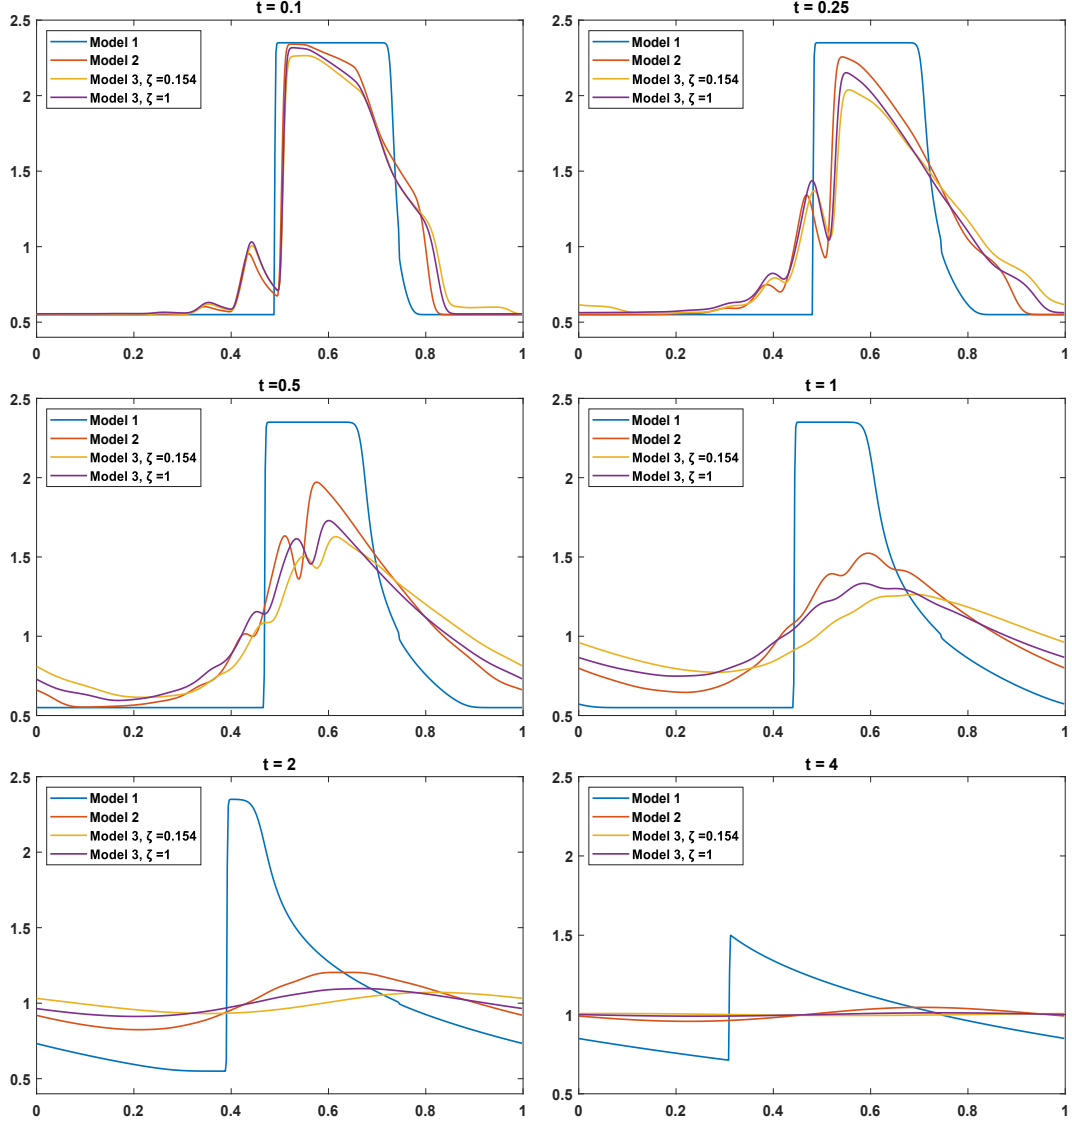 t = 0.1
2.5
2
1.5
1
0.5
Model 1
Model 2
Model 3, ζ =0.154
Model 3, ζ =1
0 0.2 0.4 0.6 0.8 1
t = 0.25
2.5
2
1.5
1
0.5
Model 1
Model 2
Model 3, ζ =0.154
Model 3, ζ =1
0 0.2 0.4 0.6 0.8 1
t =0.5
2.5
2
1.5
1
0.5
Model 1
Model 2
Model 3, ζ =0.154
Model 3, ζ =1
0 0.2 0.4 0.6 0.8 1
t = 1
2.5
2
1.5
1
0.5
Model 1
Model 2
Model 3, ζ =0.154
Model 3, ζ =1
0 0.2 0.4 0.6 0.8 1
t = 2
2.5
2
1.5
1
0.5
Model 1
Model 2
Model 3, ζ =0.154
Model 3, ζ =1
0 0.2 0.4 0.6 0.8 1
t = 4
2.5
2
1.5
1
0.5
Model 1
Model 2
Model 3, ζ =0.154
Model 3, ζ =1
0 0.2 0.4 0.6 0.8 1